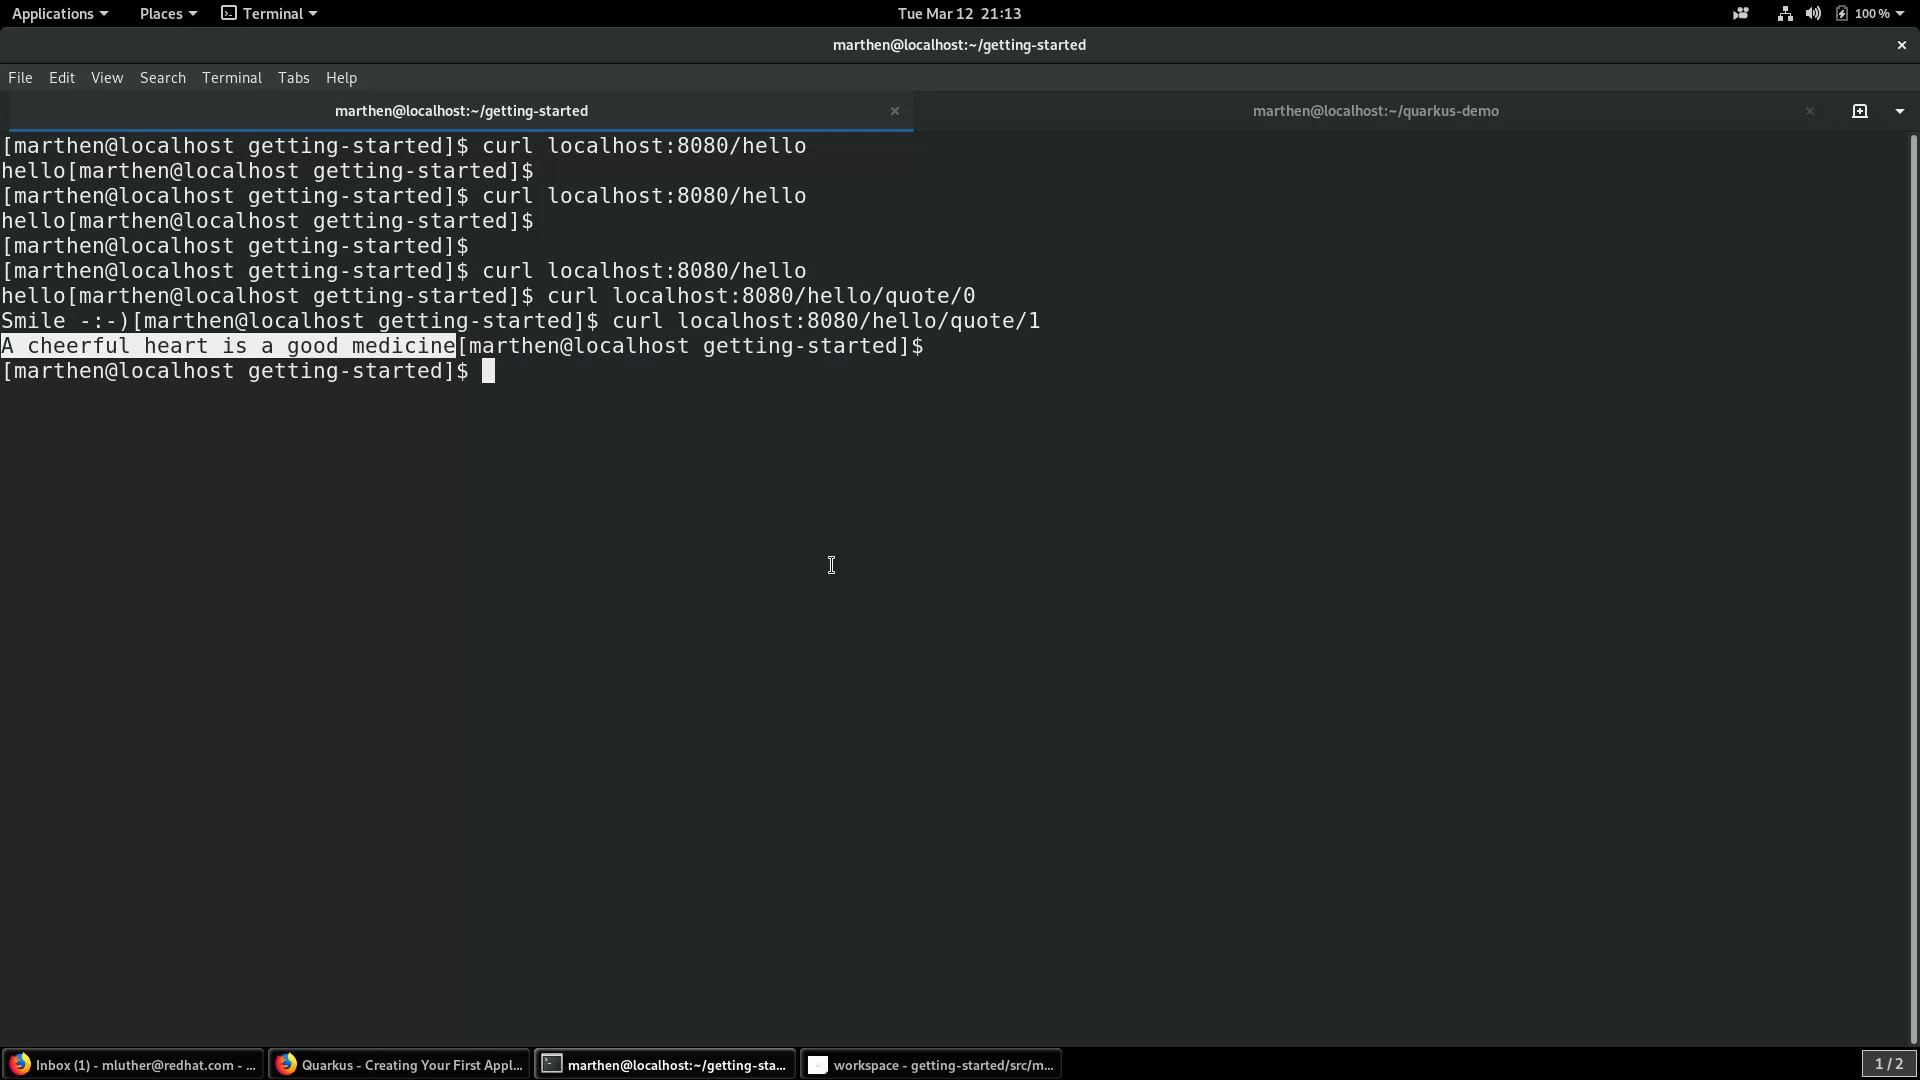 Applications Places Terminal Tue Mar 12 21:13 100 %
marthen@localhost:~/getting-started ×
File Edit View Search Terminal Tabs Help
marthen@localhost:~/getting-started × marthen@localhost:~/quarkus-demo ×
[marthen@localhost getting-started]$ curl localhost:8080/hello
hello[marthen@localhost getting-started]$
[marthen@localhost getting-started]$ curl localhost:8080/hello
hello[marthen@localhost getting-started]$
[marthen@localhost getting-started]$
[marthen@localhost getting-started]$ curl localhost:8080/hello
hello[marthen@localhost getting-started]$ curl localhost:8080/hello/quote/0
Smile -:-)[marthen@localhost getting-started]$ curl localhost:8080/hello/quote/1
A cheerful heart is a good medicine[marthen@localhost getting-started]$
[marthen@localhost getting-started]$
Inbox (1) - mluther@redhat.com - ... Quarkus - Creating Your First Appl... marthen@localhost:~/getting-sta... workspace - getting-started/src/m... 1 / 2